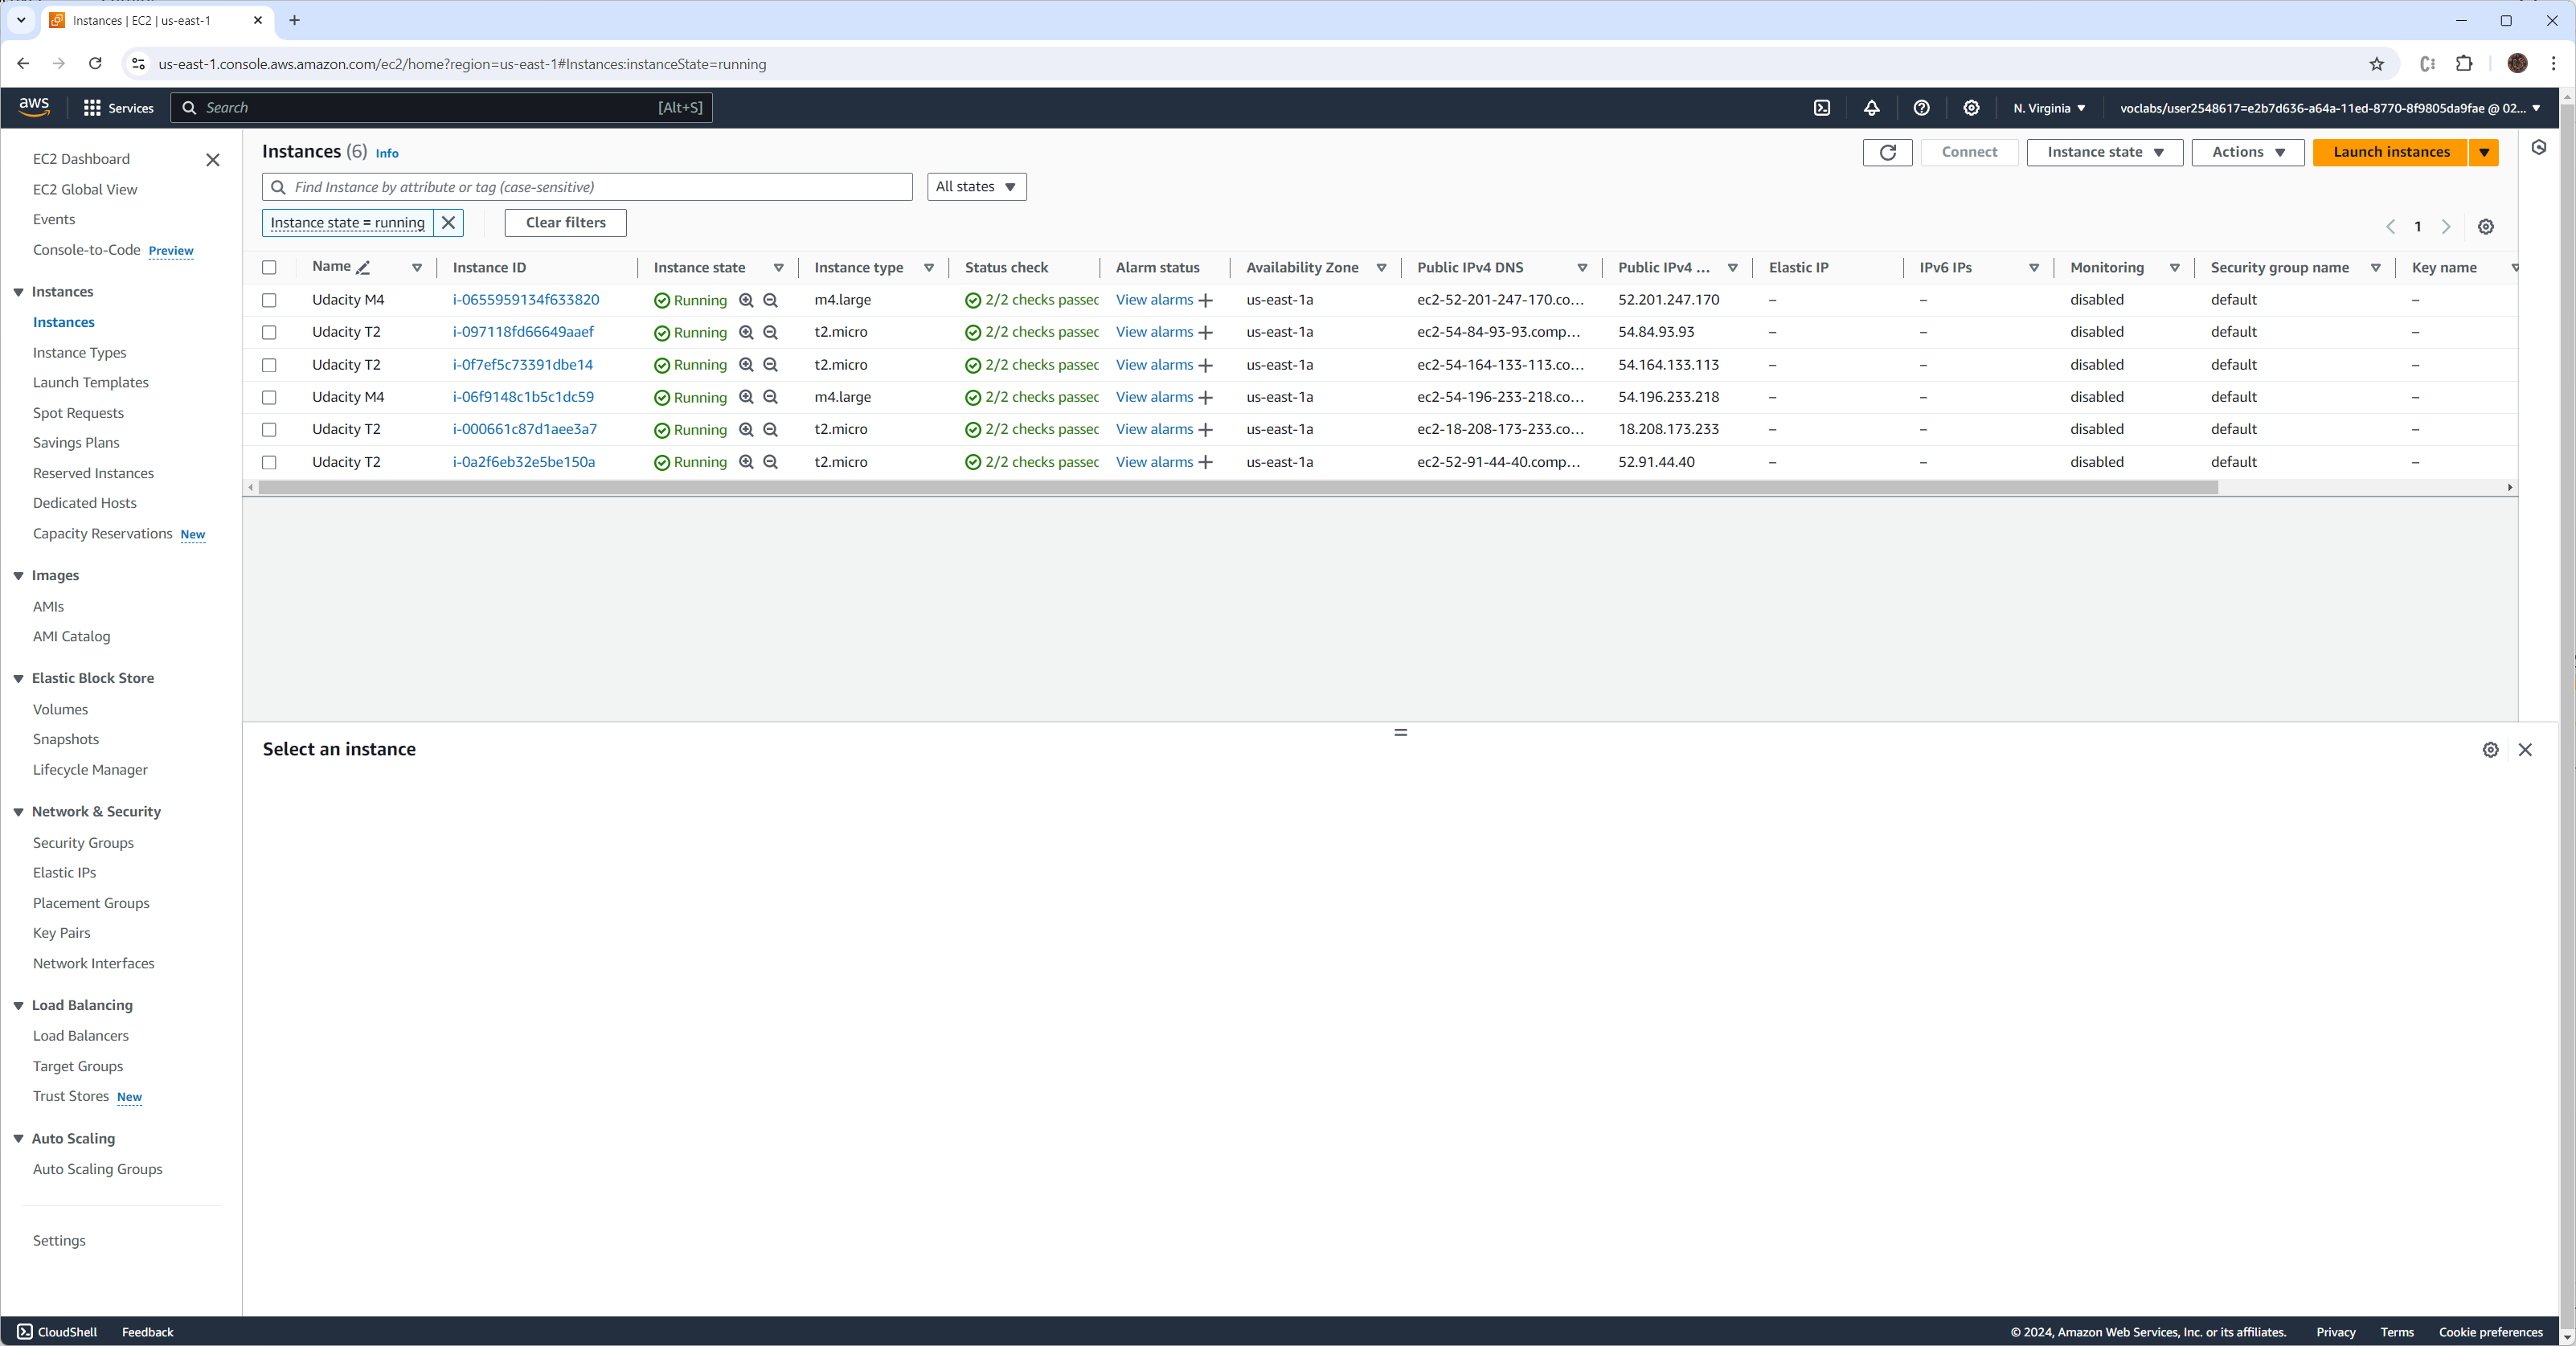 Instances | EC2 | us-east-1
us-east-1.console.aws.amazon.com/ec2/home?region=us-east-1#Instances:instanceState=running
aws Services Search [Alt+S] N. Virginia voclabs/user2548617=e2b7d636-a64a-11ed-8770-8f9805da9fae @ 02...
EC2 Dashboard
EC2 Global View
Events
Console-to-Code Preview
Instances
Instances
Instance Types
Launch Templates
Spot Requests
Savings Plans
Reserved Instances
Dedicated Hosts
Capacity Reservations New
Images
AMIs
AMI Catalog
Elastic Block Store
Volumes
Snapshots
Lifecycle Manager
Network & Security
Security Groups
Elastic IPs
Placement Groups
Key Pairs
Network Interfaces
Load Balancing
Load Balancers
Target Groups
Trust Stores New
Auto Scaling
Auto Scaling Groups
Settings
Instances (6) Info Connect Instance state Actions Launch instances
Find Instance by attribute or tag (case-sensitive) All states
Instance state = running Clear filters 1
Name Instance ID Instance state Instance type Status check Alarm status Availability Zone Public IPv4 DNS Public IPv4 ... Elastic IP IPv6 IPs Monitoring Security group name Key name
Udacity M4 i-0655959134f633820 Running m4.large 2/2 checks passed View alarms + us-east-1a ec2-52-201-247-170.co... 52.201.247.170 – – disabled default –
Udacity T2 i-097118fd66649aaef Running t2.micro 2/2 checks passed View alarms + us-east-1a ec2-54-84-93-93.comp... 54.84.93.93 – – disabled default –
Udacity T2 i-0f7ef5c73391dbe14 Running t2.micro 2/2 checks passed View alarms + us-east-1a ec2-54-164-133-113.co... 54.164.133.113 – – disabled default –
Udacity M4 i-06f9148c1b5c1dc59 Running m4.large 2/2 checks passed View alarms + us-east-1a ec2-54-196-233-218.co... 54.196.233.218 – – disabled default –
Udacity T2 i-000661c87d1aee3a7 Running t2.micro 2/2 checks passed View alarms + us-east-1a ec2-18-208-173-233.co... 18.208.173.233 – – disabled default –
Udacity T2 i-0a2f6eb32e5be150a Running t2.micro 2/2 checks passed View alarms + us-east-1a ec2-52-91-44-40.comp... 52.91.44.40 – – disabled default –
Select an instance
CloudShell Feedback © 2024, Amazon Web Services, Inc. or its affiliates. Privacy Terms Cookie preferences